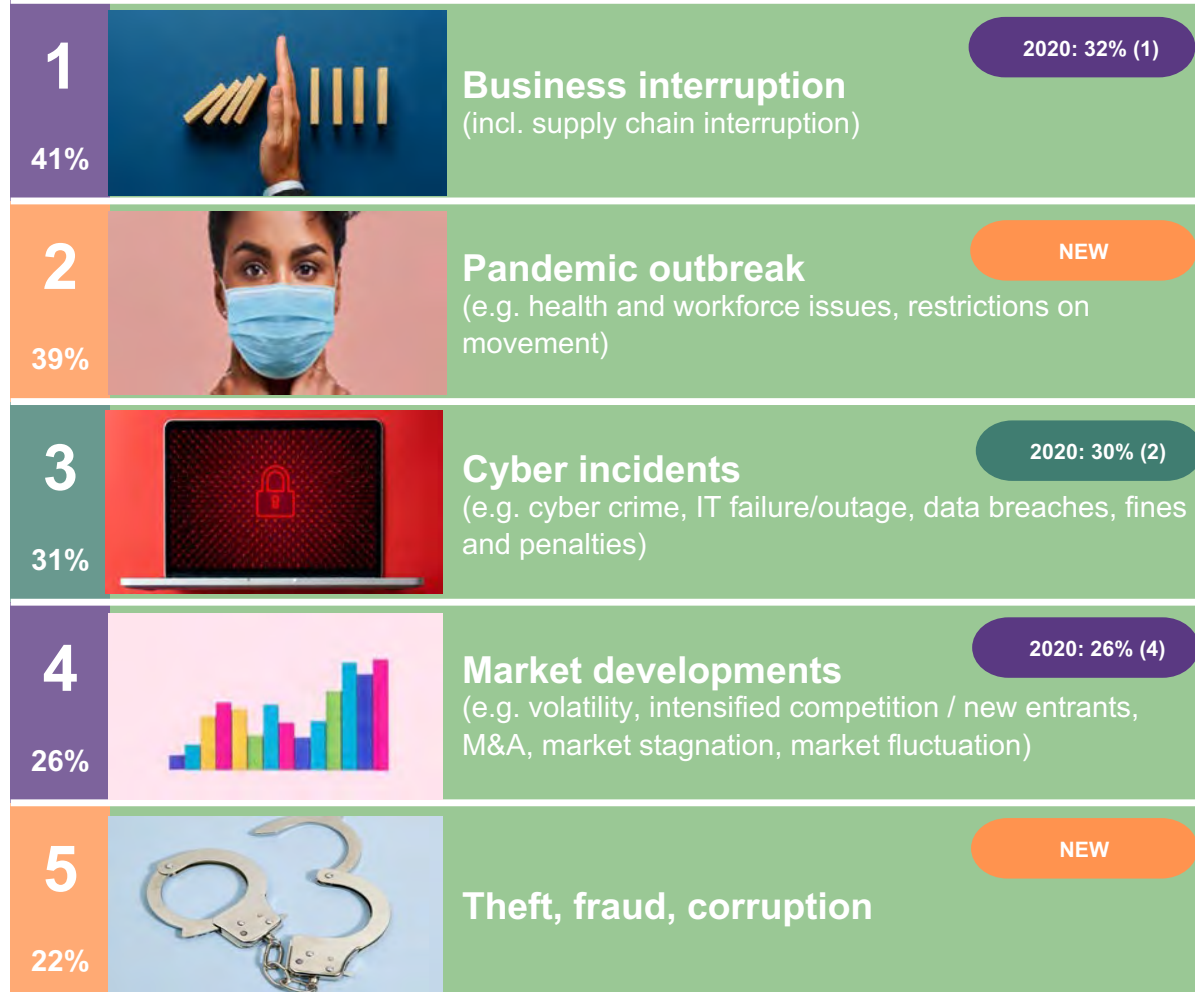 1
41%
Business interruption
(incl. supply chain interruption)
2020: 32% (1)
2
39%
Pandemic outbreak
(e.g. health and workforce issues, restrictions on
movement)
NEW
3
31%
Cyber incidents
(e.g. cyber crime, IT failure/outage, data breaches, fines
and penalties)
2020: 30% (2)
4
26%
Market developments
(e.g. volatility, intensified competition / new entrants,
M&A, market stagnation, market fluctuation)
2020: 26% (4)
5
22%
Theft, fraud, corruption
NEW